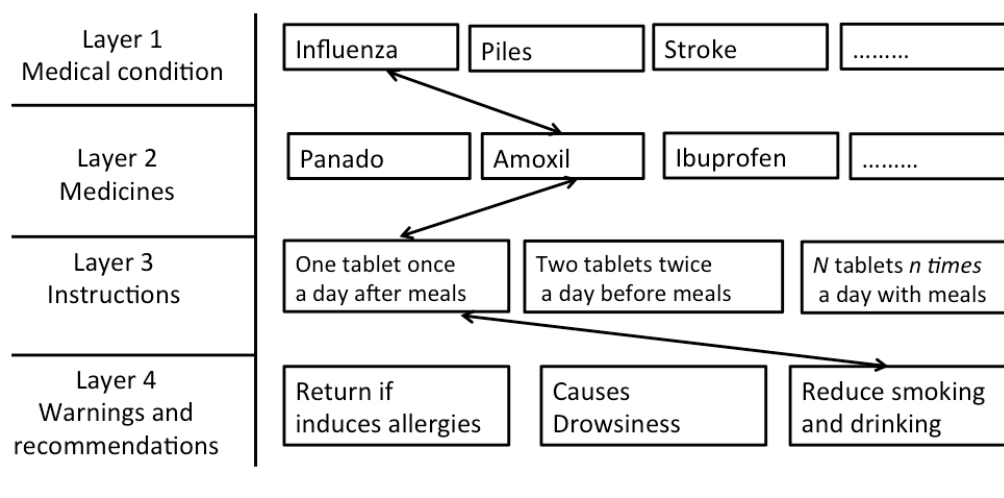 Layer 1
Medical condition
Influenza
Piles
Stroke
.........
Layer 2
Medicines
Panado
Amoxil
Ibuprofen
.........
Layer 3
Instructions
One tablet once
a day after meals
Two tablets twice
a day before meals
N tablets n times
a day with meals
Layer 4
Warnings and
recommendations
Return if
induces allergies
Causes
Drowsiness
Reduce smoking
and drinking